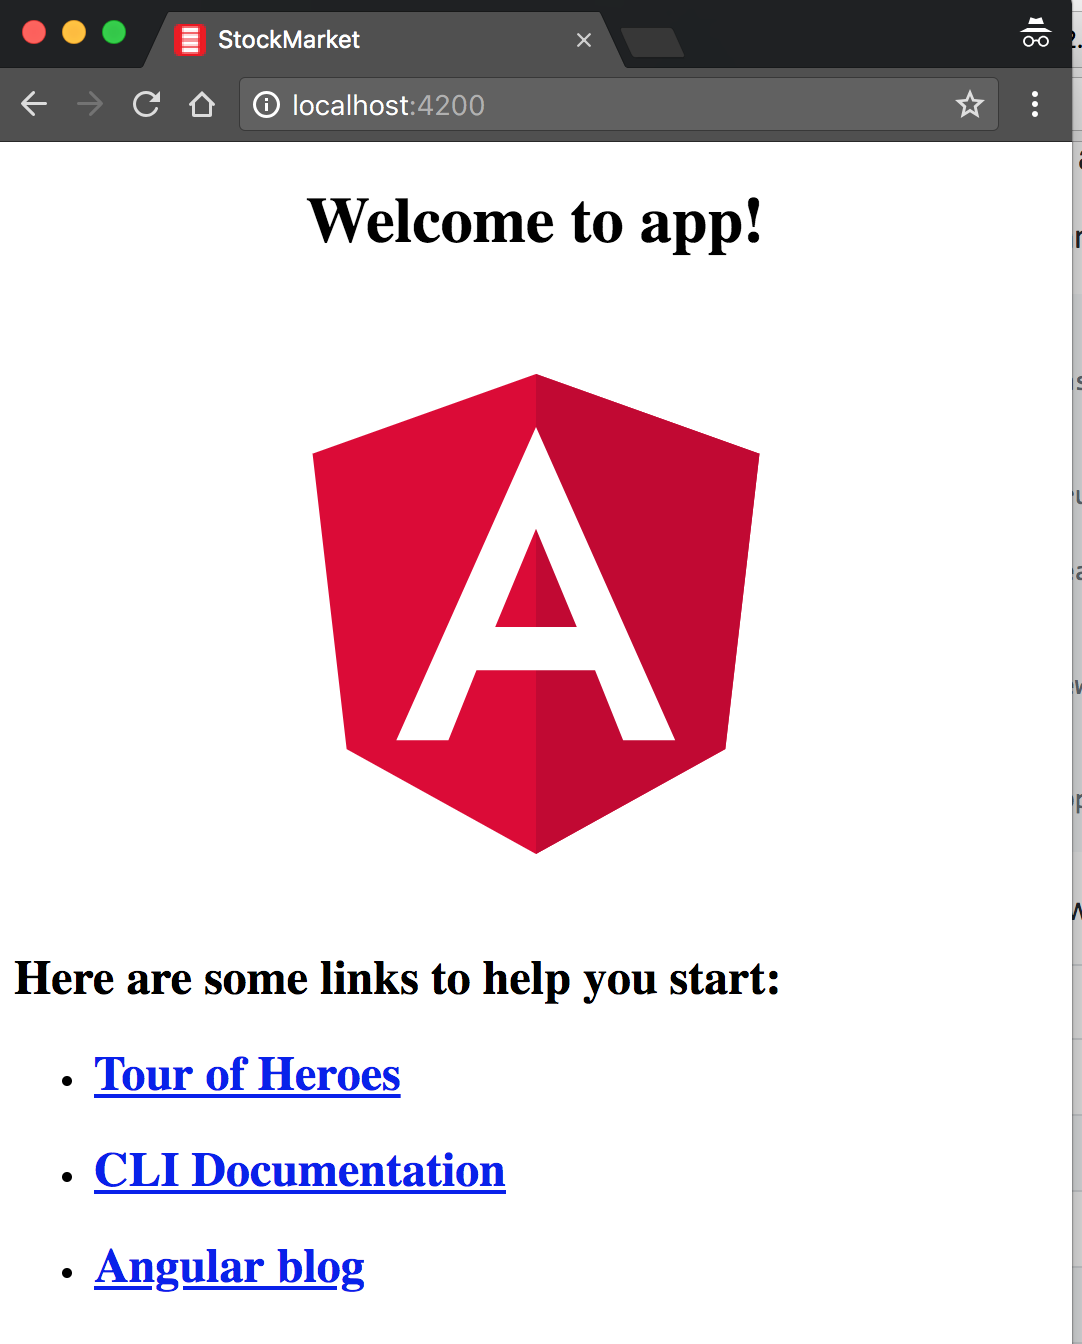 StockMarket
localhost:4200
Welcome to app!
A
Here are some links to help you start:
Tour of Heroes
CLI Documentation
Angular blog